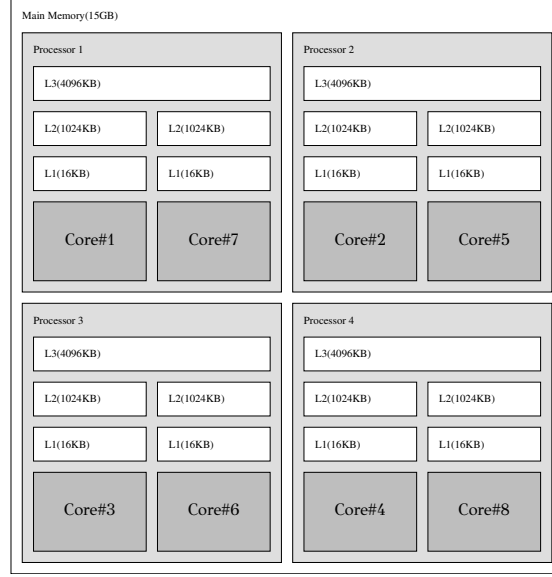 Main Memory(15GB)
Processor 1
L3(4096KB)
L2(1024KB) L2(1024KB)
L1(16KB) L1(16KB)
Core#1 Core#7
Processor 2
L3(4096KB)
L2(1024KB) L2(1024KB)
L1(16KB) L1(16KB)
Core#2 Core#5
Processor 3
L3(4096KB)
L2(1024KB) L2(1024KB)
L1(16KB) L1(16KB)
Core#3 Core#6
Processor 4
L3(4096KB)
L2(1024KB) L2(1024KB)
L1(16KB) L1(16KB)
Core#4 Core#8